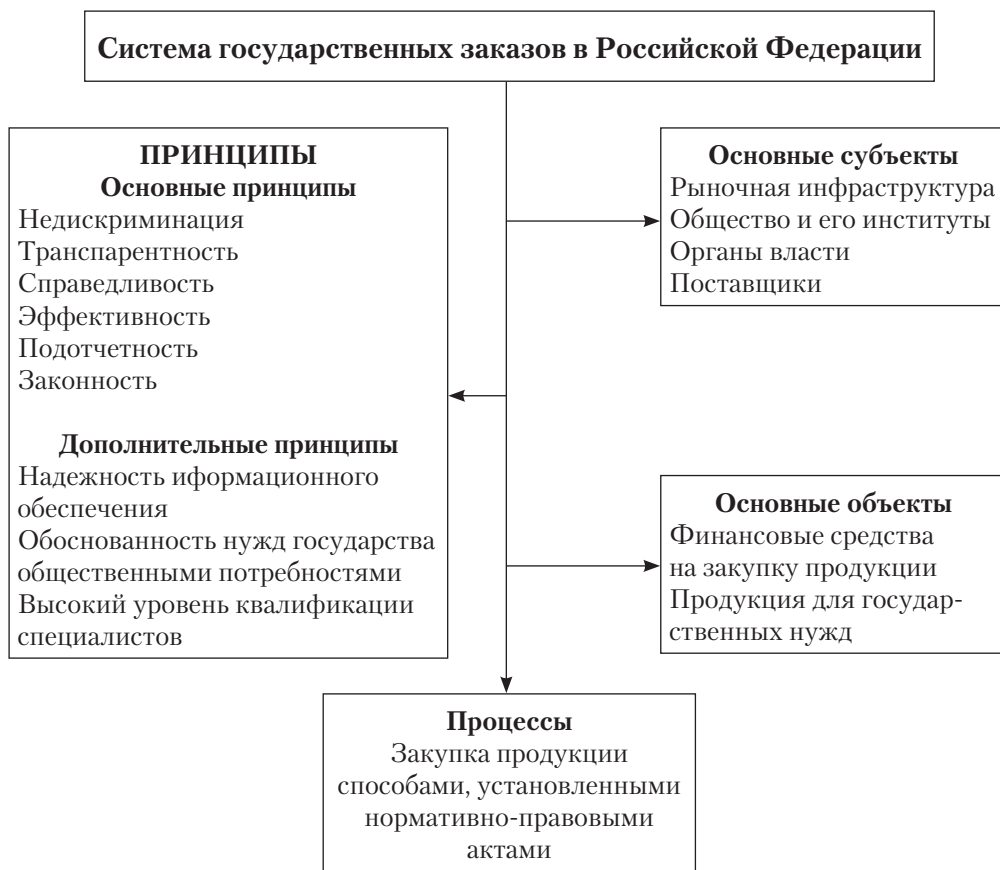 Система государственных заказов в Российской Федерации
ПРИНЦИПЫ
Основные принципы
Недискриминация
Транспарентность
Справедливость
Эффективность
Подотчетность
Законность
Дополнительные принципы
Надежность иформационного
обеспечения
Обоснованность нужд государства
общественными потребностями
Высокий уровень квалификации
специалистов
Основные субъекты
Рыночная инфраструктура
Общество и его институты
Органы власти
Поставщики
Основные объекты
Финансовые средства
на закупку продукции
Продукция для государ-
ственных нужд
Процессы
Закупка продукции
способами, установленными
нормативно-правовыми
актами